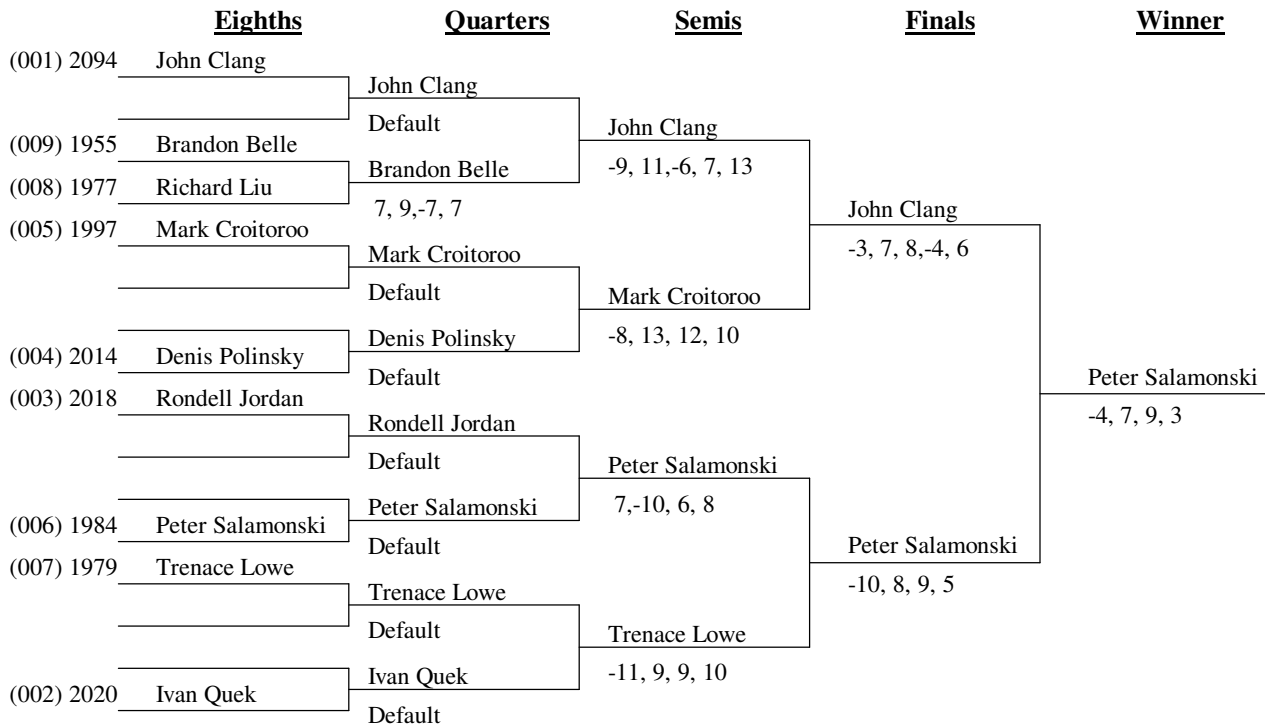 Eighths Quarters Semis Finals Winner
(001) 2094 John Clang
John Clang
Default
John Clang
(009) 1955 Brandon Belle
-9, 11,-6, 7, 13
Brandon Belle
(008) 1977 Richard Liu
7, 9,-7, 7
John Clang
(005) 1997 Mark Croitoroo
-3, 7, 8,-4, 6
Mark Croitoroo
Default
Mark Croitoroo
-8, 13, 12, 10
Denis Polinsky
(004) 2014 Denis Polinsky
Default
Peter Salamonski
(003) 2018 Rondell Jordan
-4, 7, 9, 3
Rondell Jordan
Default
Peter Salamonski
7,-10, 6, 8
Peter Salamonski
(006) 1984 Peter Salamonski
Default
Peter Salamonski
(007) 1979 Trenace Lowe
-10, 8, 9, 5
Trenace Lowe
Default
Trenace Lowe
-11, 9, 9, 10
Ivan Quek
(002) 2020 Ivan Quek
Default